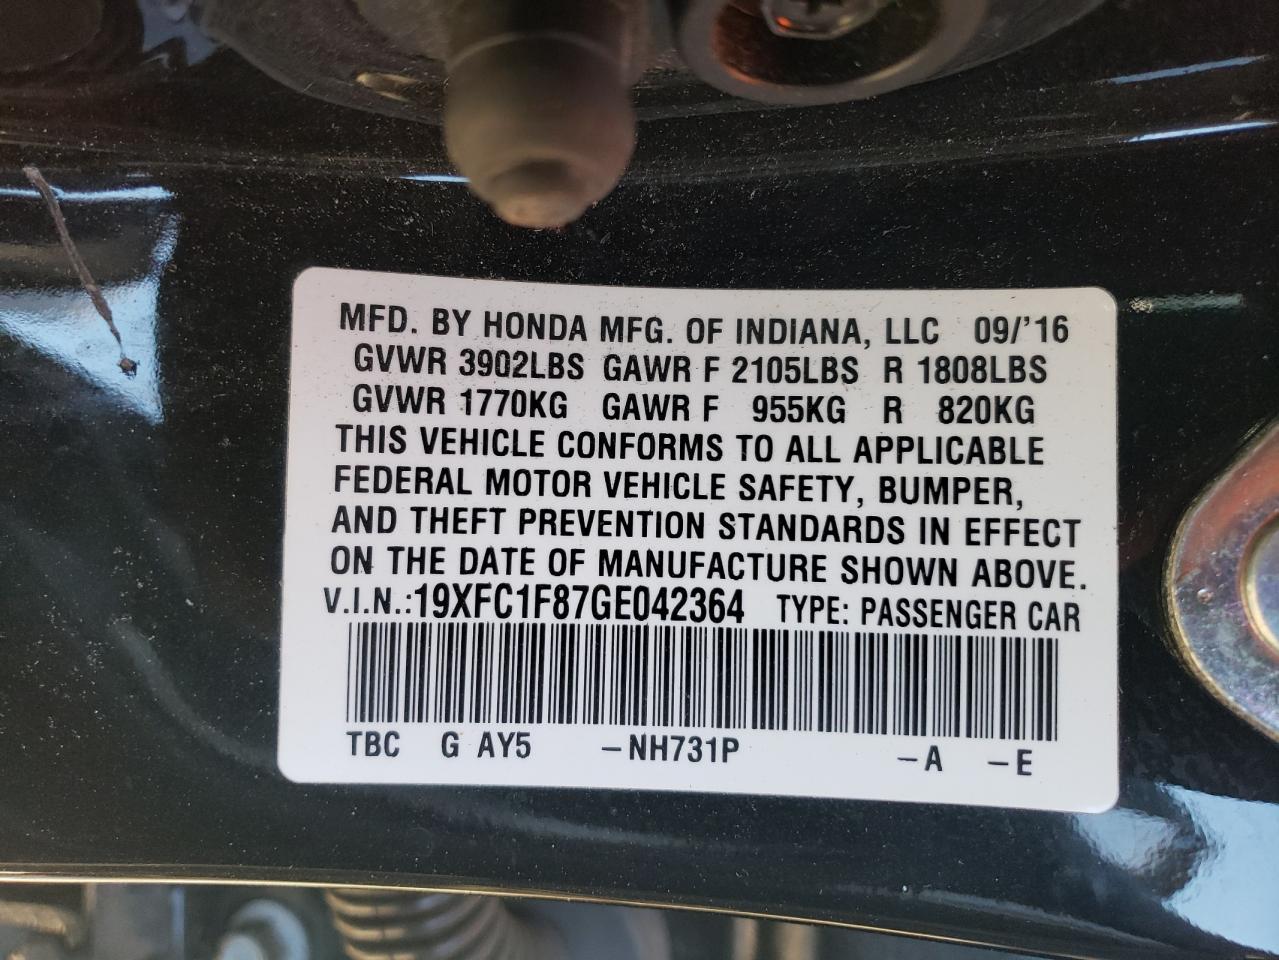 MFD. BY HONDA MFG. OF INDIANA, LLC 09/'16
GVWR 3902LBS GAWR F 2105LBS R 1808LBS
GVWR 1770KG GAWR F 955KG R 820KG
THIS VEHICLE CONFORMS TO ALL APPLICABLE
FEDERAL MOTOR VEHICLE SAFETY, BUMPER,
AND THEFT PREVENTION STANDARDS IN EFFECT
ON THE DATE OF MANUFACTURE SHOWN ABOVE.
V.I.N.:19XFC1F87GE042364 TYPE: PASSENGER CAR
TBC G AY5 –NH731P –A –E